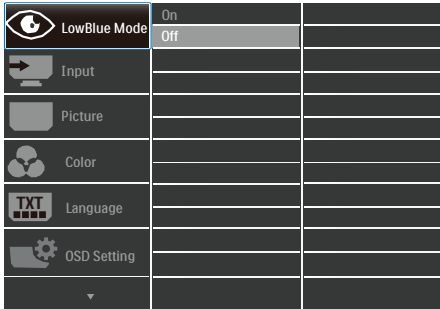 LowBlue Mode
On
Off
Input
Picture
Color
TXT
Language
OSD Setting